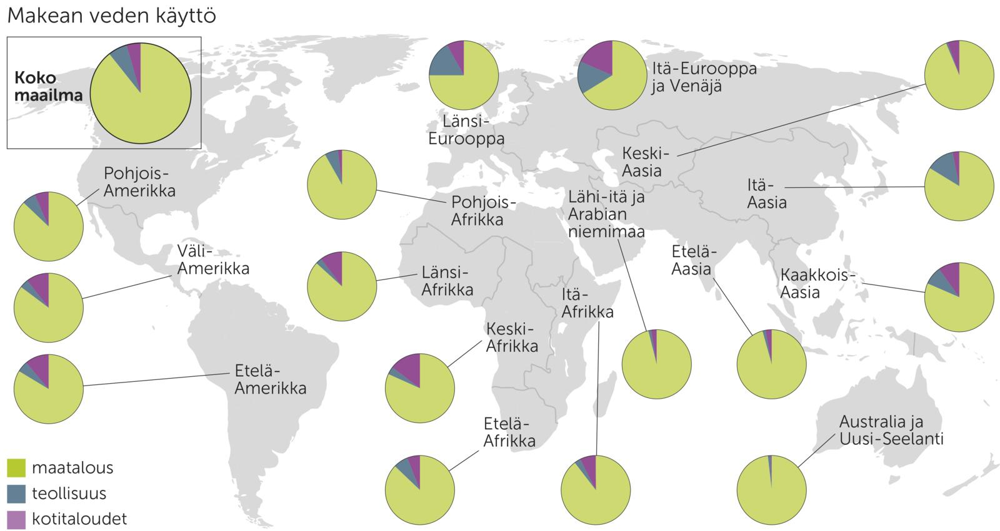 Makean veden käyttö
Koko
maailma
Länsi-
Eurooppa
Itä-Eurooppa
ja Venäjä
Keski-
Aasia
Itä-
Aasia
Pohjois-
Amerikka
Pohjois-
Afrikka
Lähi-itä ja
Arabian
niemimaa
Väli-
Amerikka
Länsi-
Afrikka
Itä-
Afrikka
Etelä-
Aasia
Kaakkois-
Aasia
Keski-
Afrikka
Etelä-
Amerikka
Etelä-
Afrikka
Australia ja
Uusi-Seelanti
maatalous
teollisuus
kotitaloudet